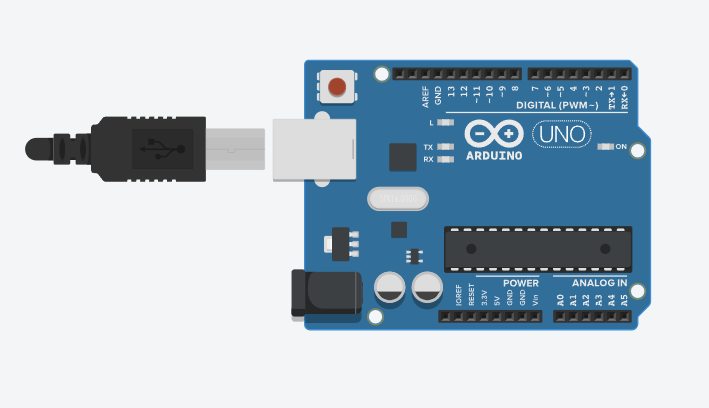 AREF
GND
13
12
~11
~10
~9
8
7
~6
~5
4
~3
2
TX→1
RX←0
DIGITAL (PWM~)
L
TX
RX
ARDUINO
UNO
ON
POWER
ANALOG IN
IOREF
RESET
3.3V
5V
GND
GND
Vin
A0
A1
A2
A3
A4
A5